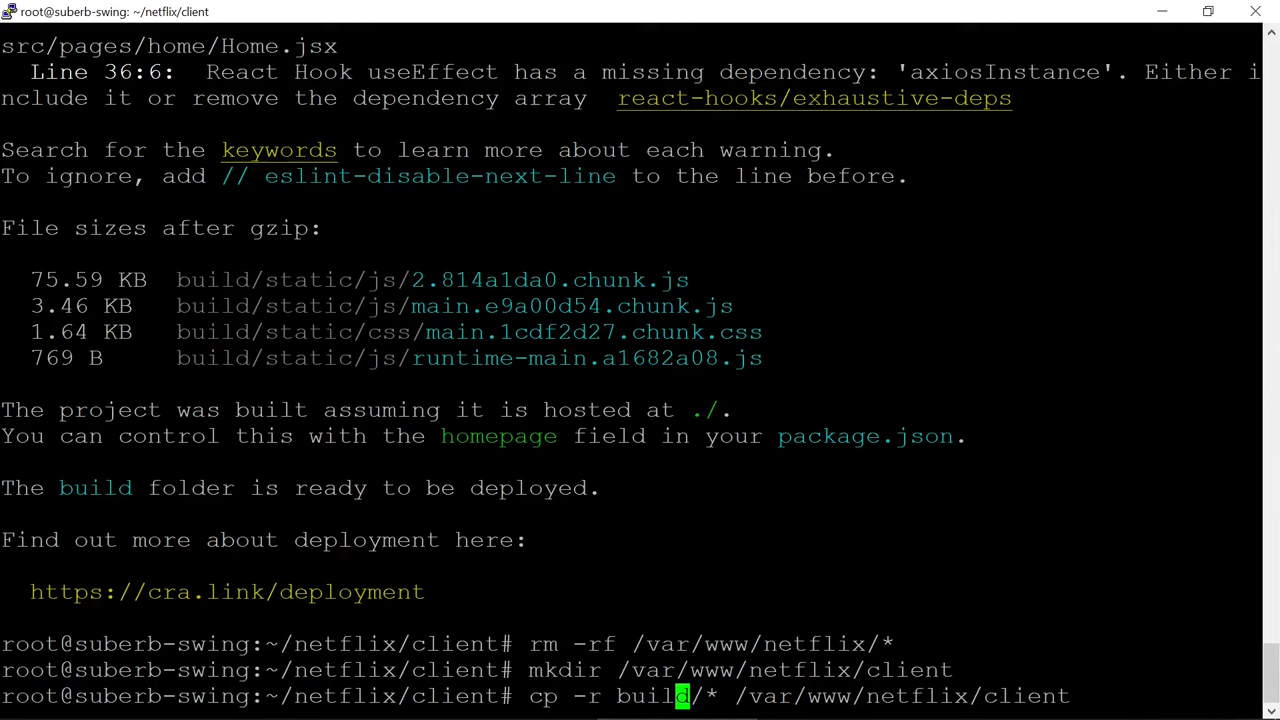 root@suberb-swing: ~/netflix/client
src/pages/home/Home.jsx
Line 36:6:  React Hook useEffect has a missing dependency: 'axiosInstance'. Either i
nclude it or remove the dependency array  react-hooks/exhaustive-deps
Search for the keywords to learn more about each warning.
To ignore, add // eslint-disable-next-line to the line before.
File sizes after gzip:
75.59 KB  build/static/js/2.814a1da0.chunk.js
3.46 KB   build/static/js/main.e9a00d54.chunk.js
1.64 KB   build/static/css/main.1cdf2d27.chunk.css
769 B     build/static/js/runtime-main.a1682a08.js
The project was built assuming it is hosted at ./.
You can control this with the homepage field in your package.json.
The build folder is ready to be deployed.
Find out more about deployment here:
https://cra.link/deployment
root@suberb-swing:~/netflix/client# rm -rf /var/www/netflix/*
root@suberb-swing:~/netflix/client# mkdir /var/www/netflix/client
root@suberb-swing:~/netflix/client# cp -r build/* /var/www/netflix/client